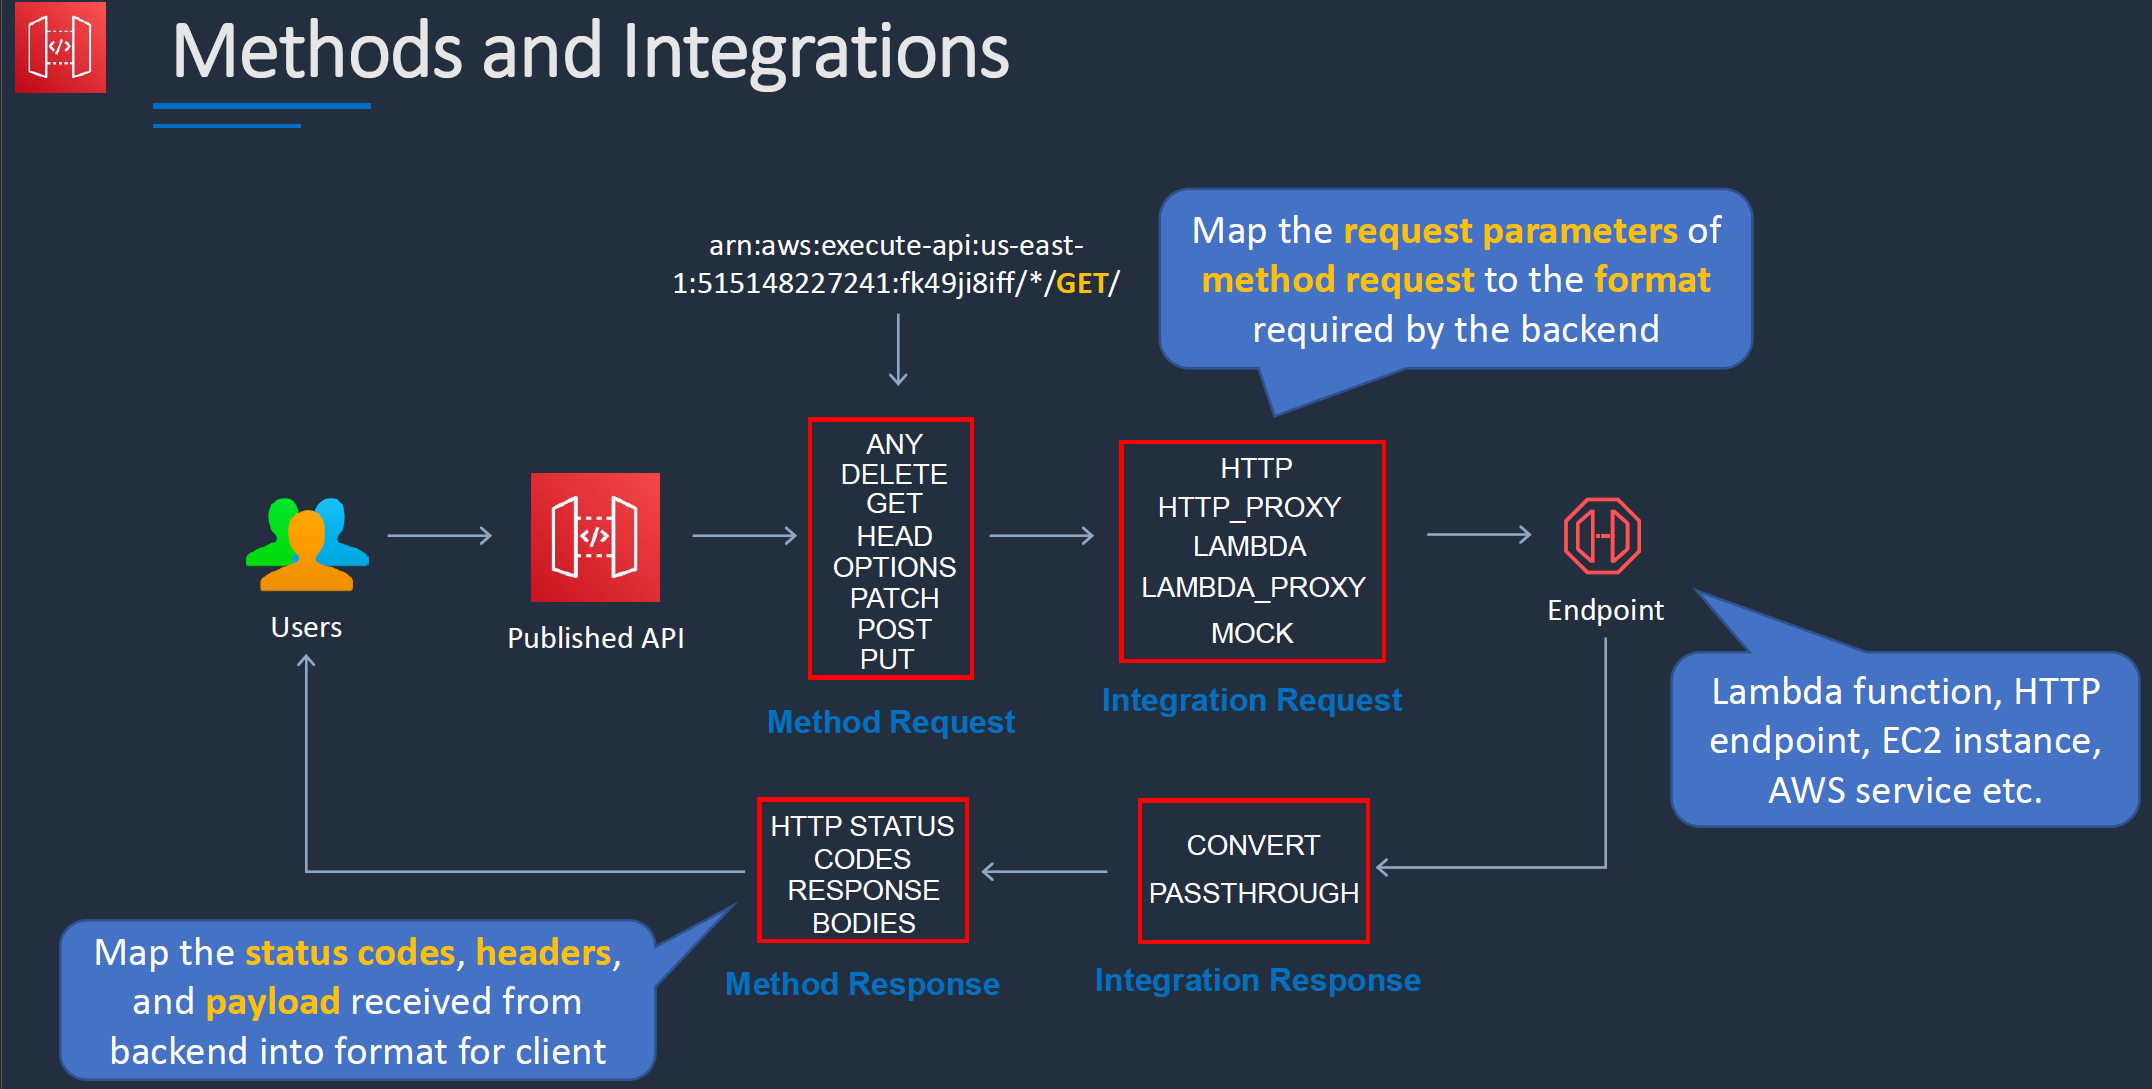 </>
Methods and Integrations
arn:aws:execute-api:us-east-
1:515148227241:fk49ji8iff/*/GET/
Map the request parameters of
method request to the format
required by the backend
Users
</>
Published API
ANY
DELETE
GET
HEAD
OPTIONS
PATCH
POST
PUT
Method Request
HTTP
HTTP_PROXY
LAMBDA
LAMBDA_PROXY
MOCK
Integration Request
Endpoint
Lambda function, HTTP
endpoint, EC2 instance,
AWS service etc.
CONVERT
PASSTHROUGH
Integration Response
HTTP STATUS
CODES
RESPONSE
BODIES
Method Response
Map the status codes, headers,
and payload received from
backend into format for client